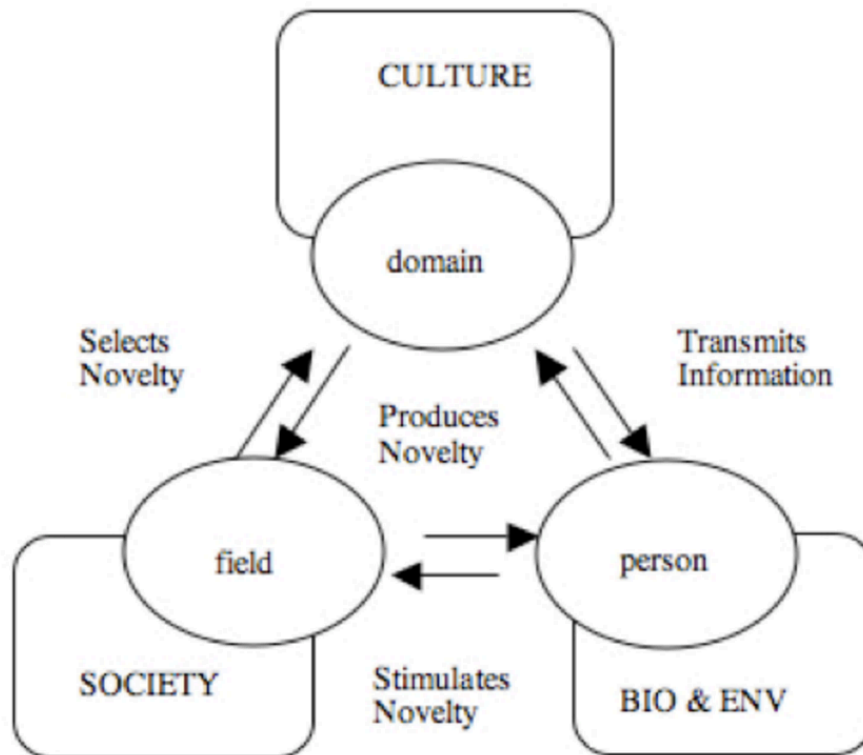 CULTURE
domain
Selects
Novelty
Transmits
Information
Produces
Novelty
field
person
SOCIETY
Stimulates
Novelty
BIO & ENV